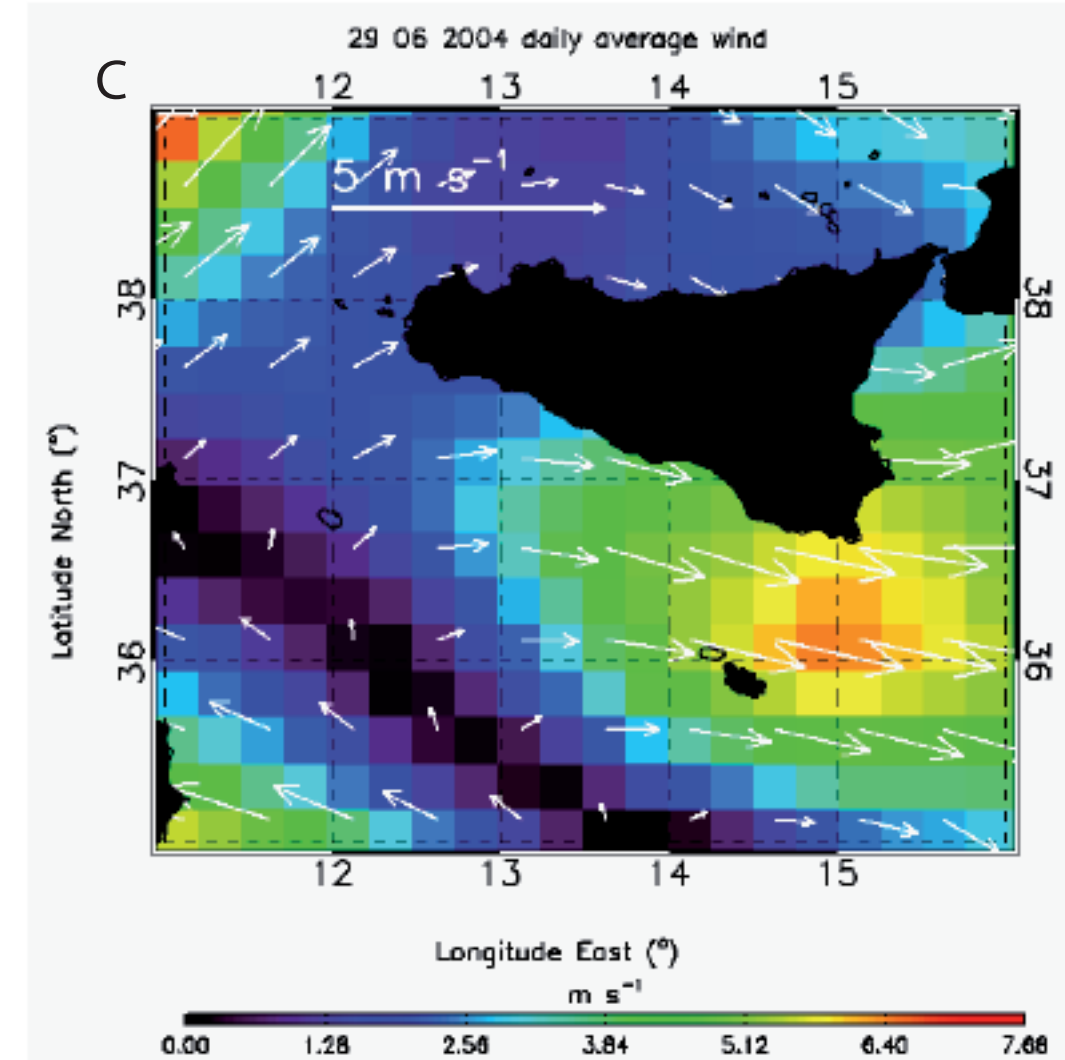 29 06 2004 daily average wind
C
12 13 14 15
5 m s⁻¹
38 38
37 37
36 36
Latitude North (°)
12 13 14 15
Longitude East (°)
m s⁻¹
0.00 1.28 2.56 3.84 5.12 6.40 7.68